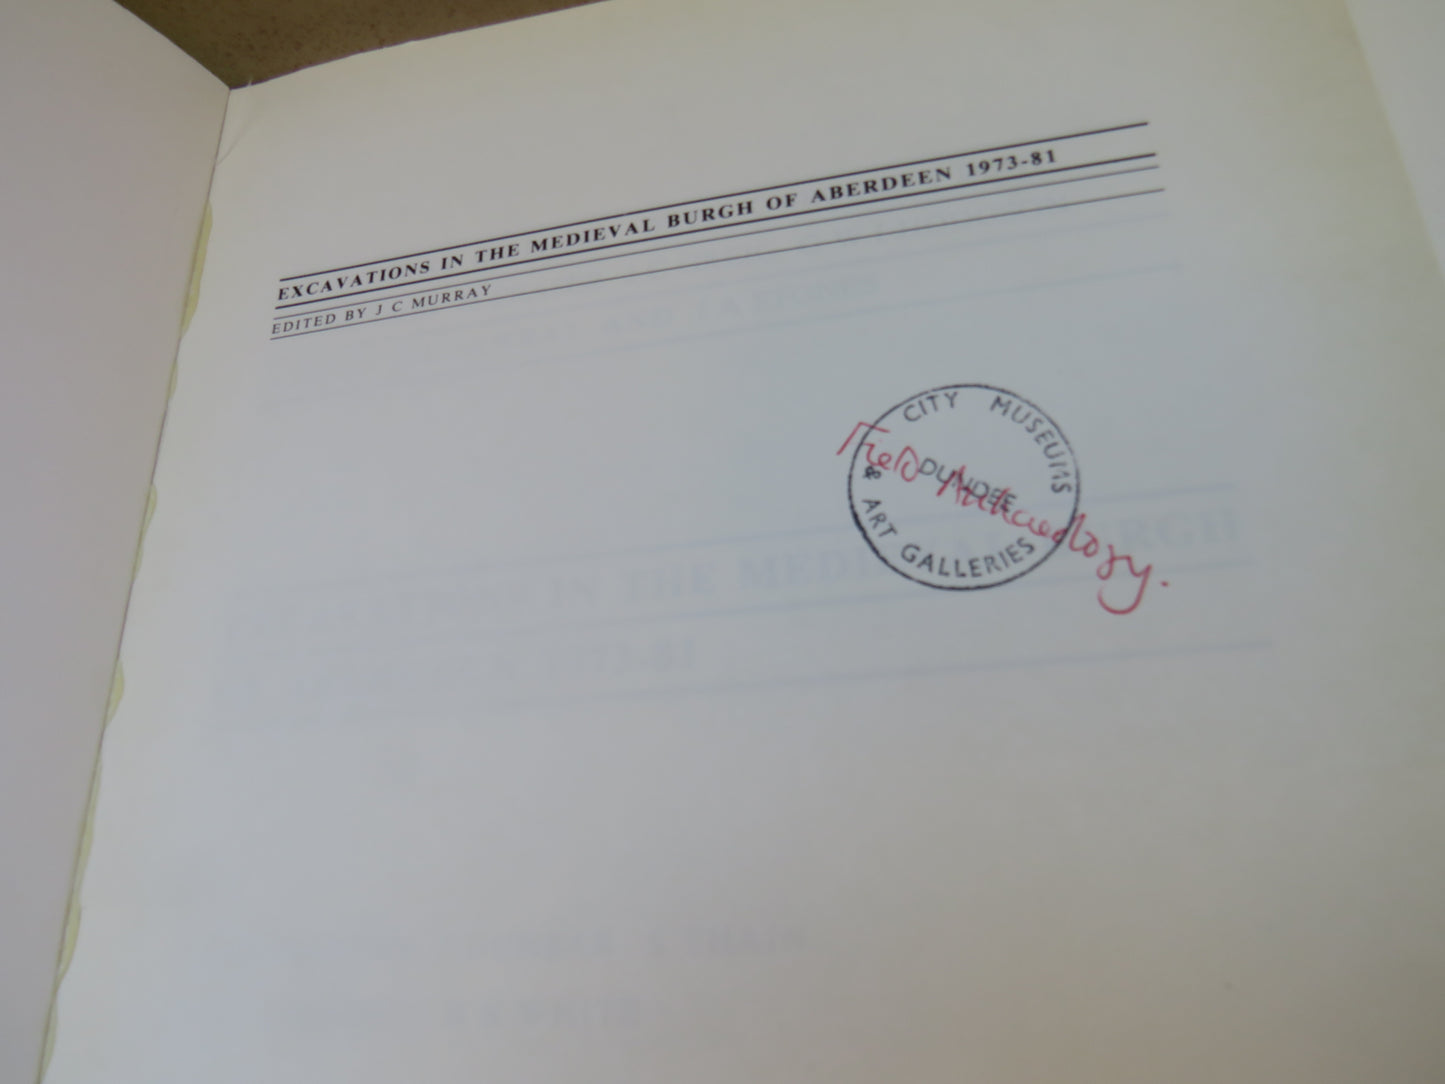 EXCAVATIONS IN THE MEDIEVAL BURGH OF ABERDEEN 1973-81
EDITED BY J C MURRAY
CITY MUSEUMS
& ART GALLERIES
DUNDEE
Field Archaeology.